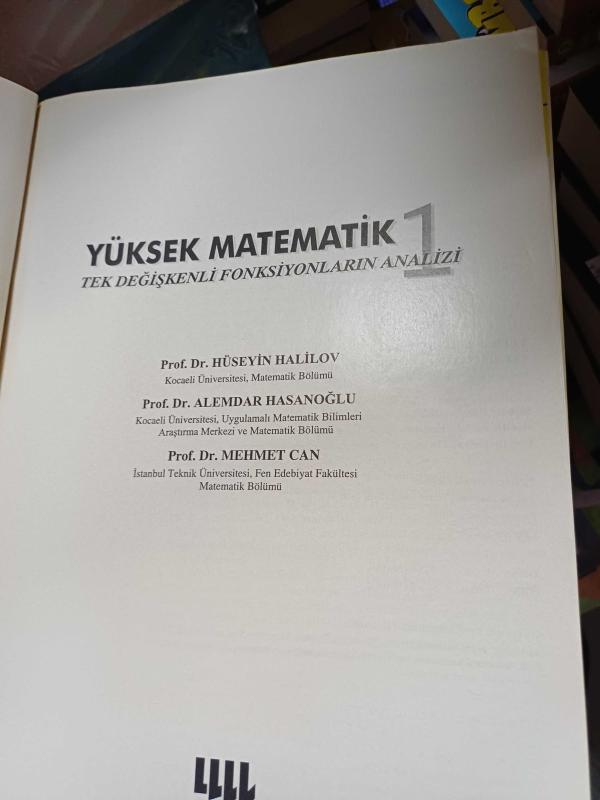 YÜKSEK MATEMATİK 1
TEK DEĞİŞKENLİ FONKSİYONLARIN ANALİZİ
Prof. Dr. HÜSEYİN HALİLOV
Kocaeli Üniversitesi, Matematik Bölümü
Prof. Dr. ALEMDAR HASANOĞLU
Kocaeli Üniversitesi, Uygulamalı Matematik Bilimleri
Araştırma Merkezi ve Matematik Bölümü
Prof. Dr. MEHMET CAN
İstanbul Teknik Üniversitesi, Fen Edebiyat Fakültesi
Matematik Bölümü